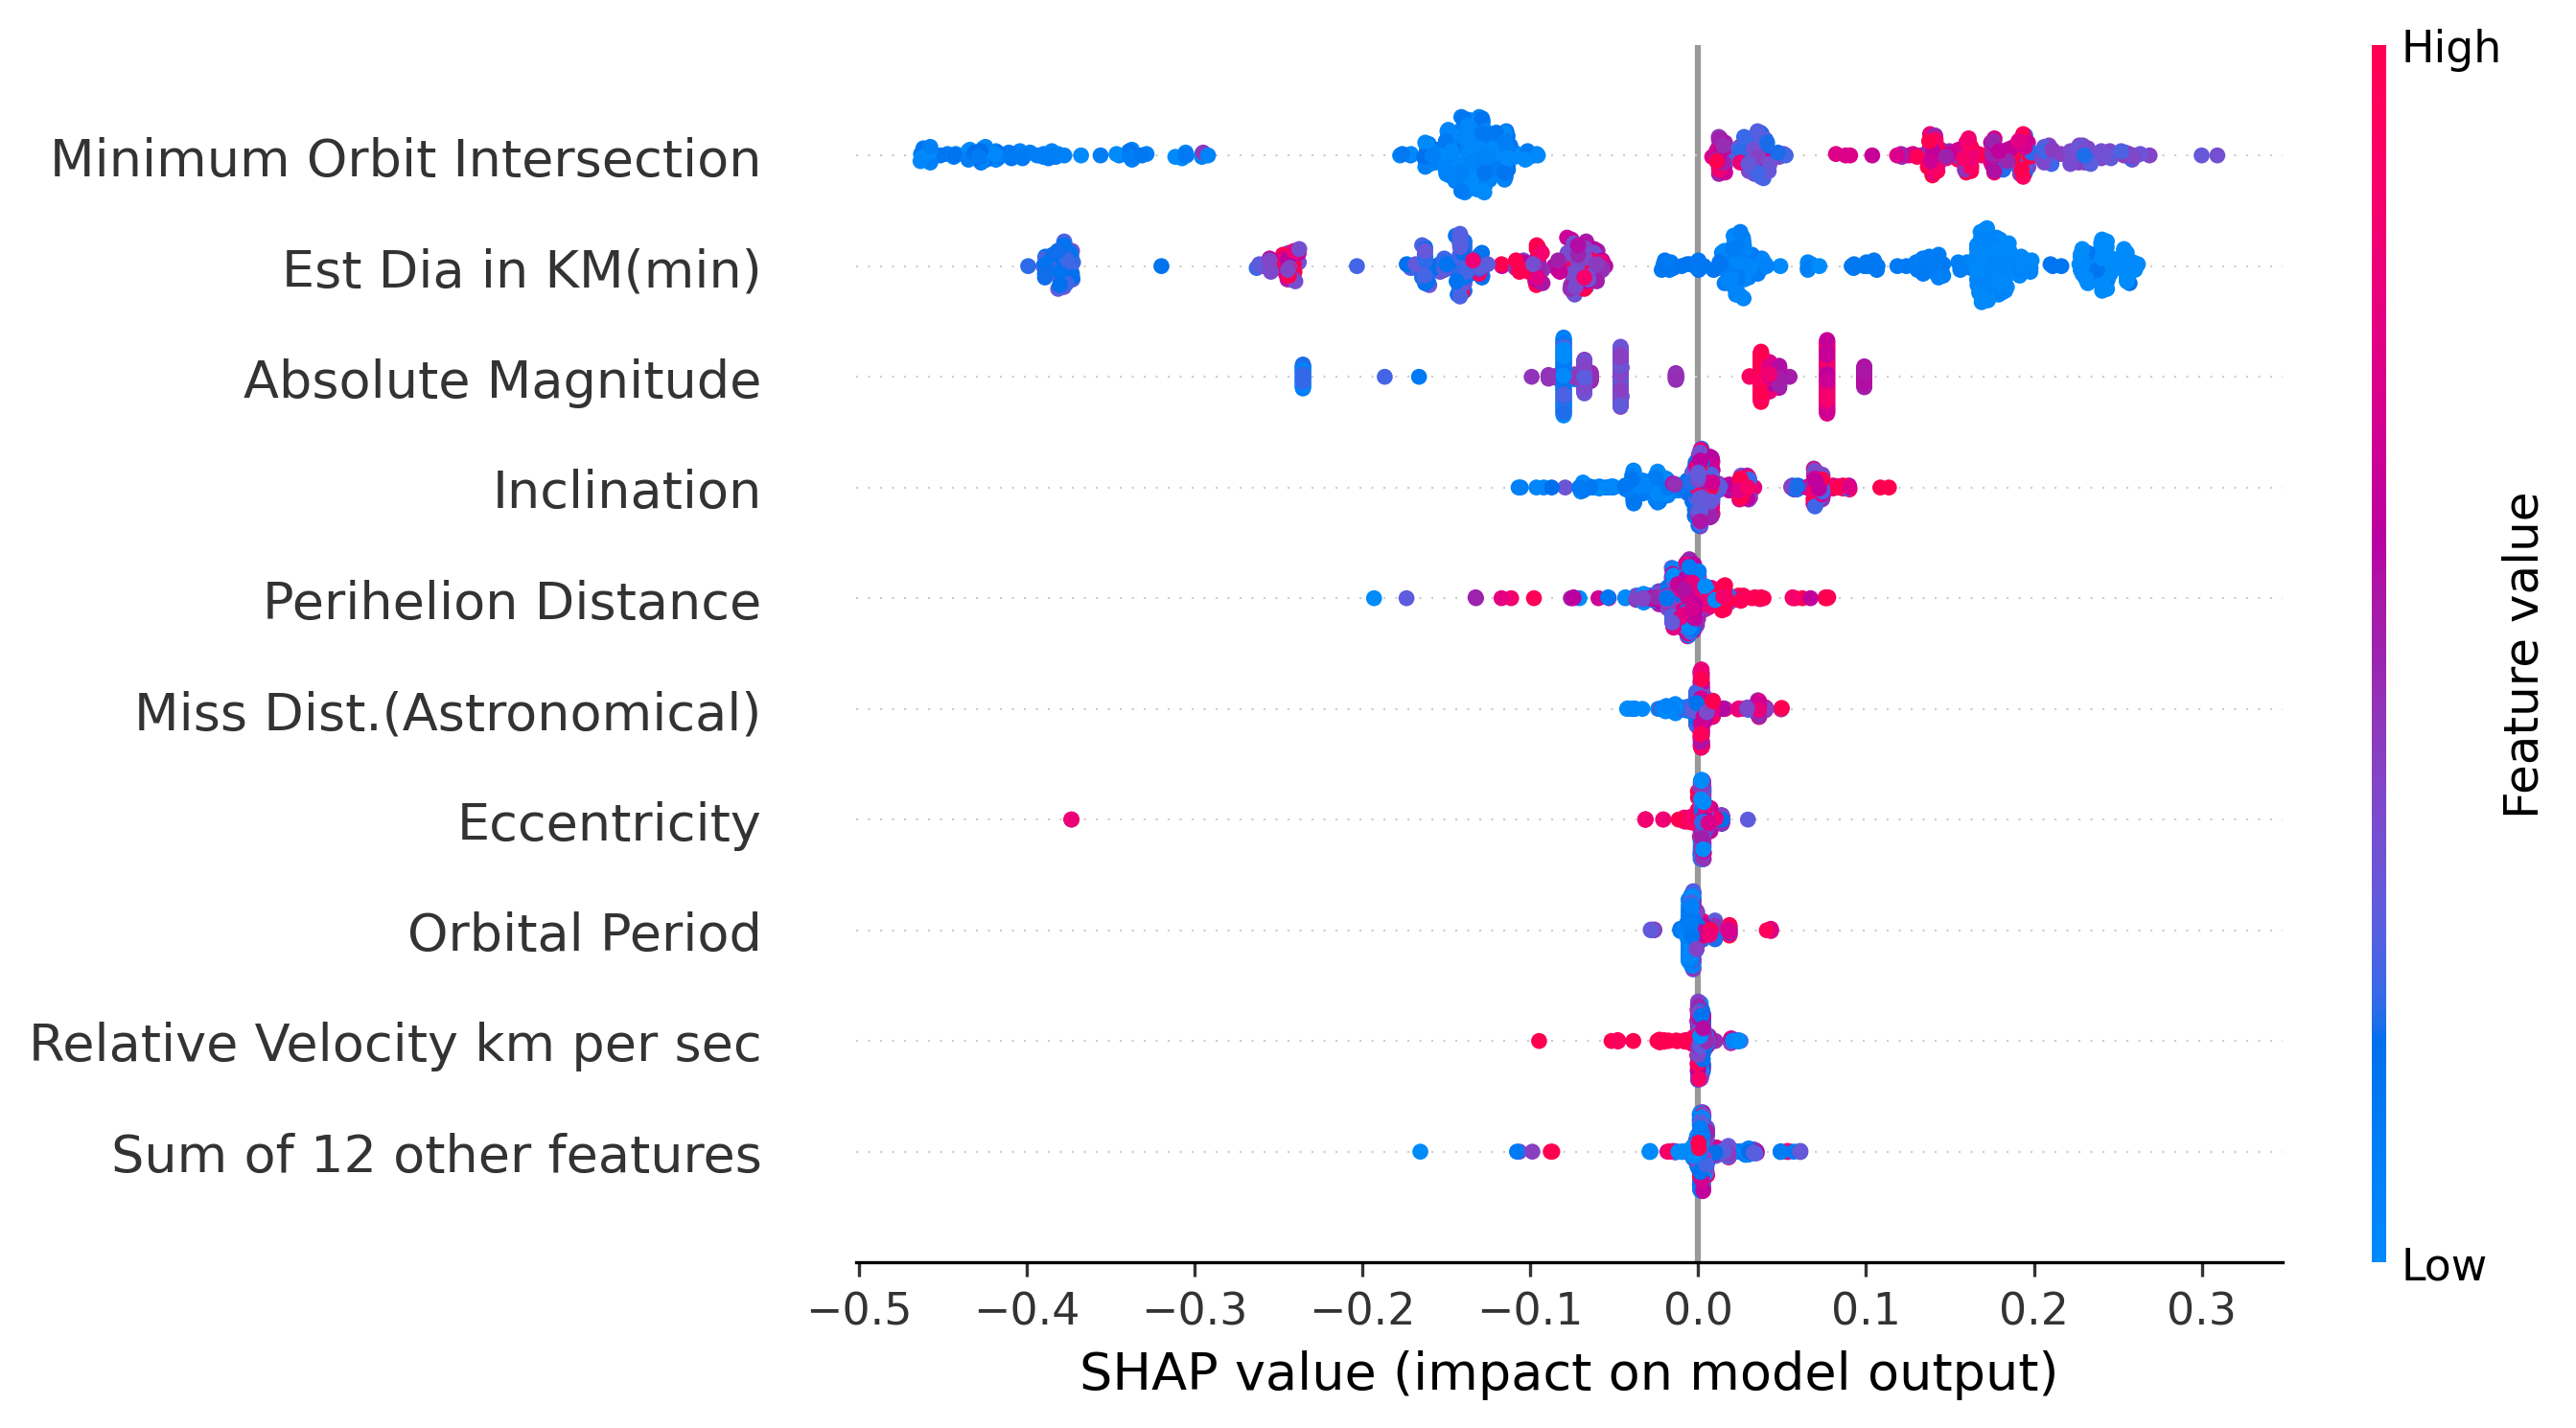 High
Minimum Orbit Intersection
Est Dia in KM(min)
Absolute Magnitude
Inclination
Perihelion Distance
Miss Dist.(Astronomical)
Eccentricity
Orbital Period
Relative Velocity km per sec
Sum of 12 other features
Feature value
Low
−0.5 −0.4 −0.3 −0.2 −0.1 0.0 0.1 0.2 0.3
SHAP value (impact on model output)